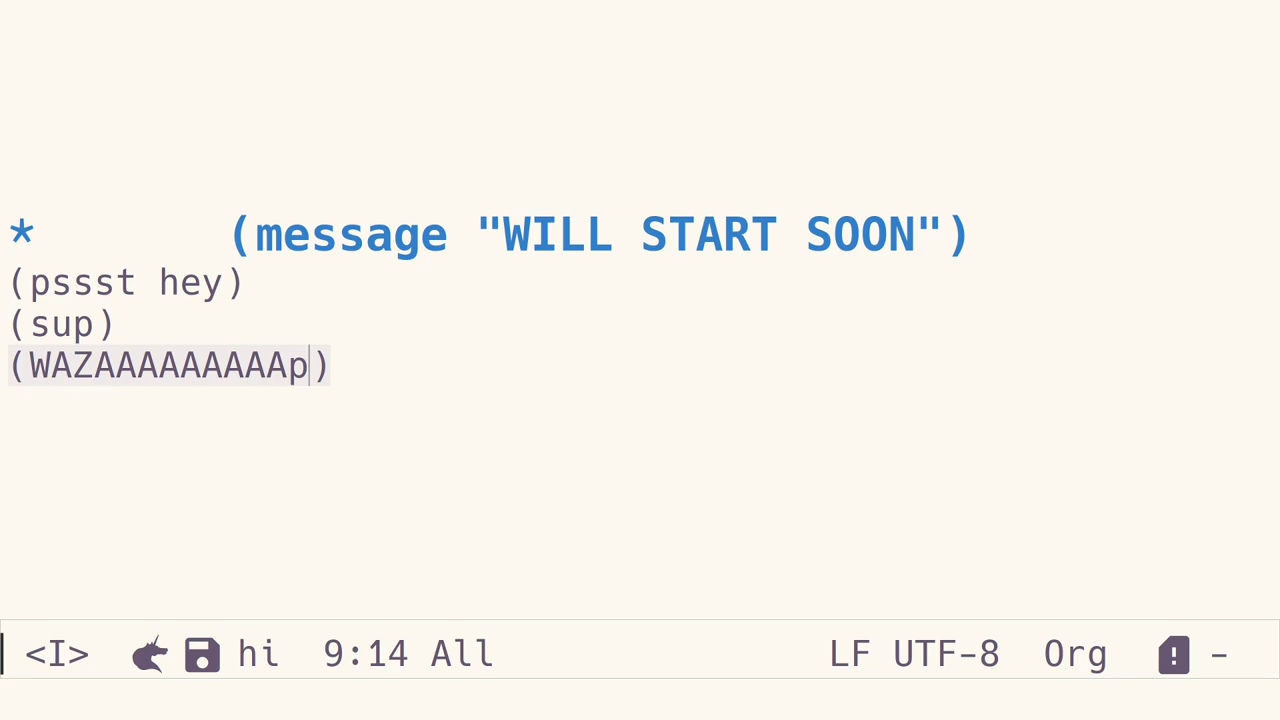 * (message "WILL START SOON")
(pssst hey)
(sup)
(WAZAAAAAAAAAp)
<I> hi 9:14 All LF UTF-8 Org -